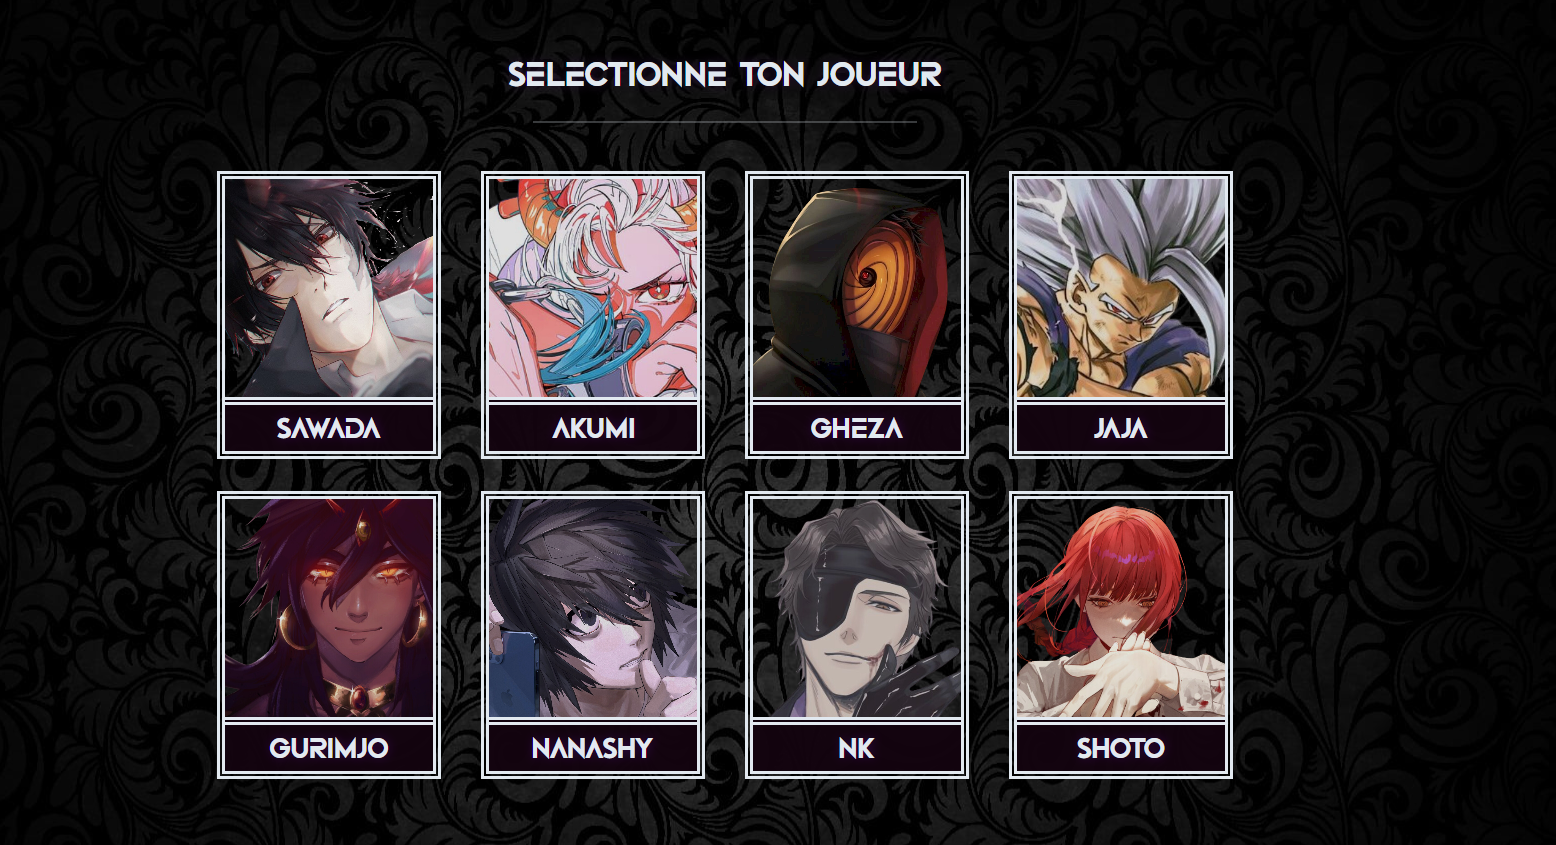 SELECTIONNE TON JOUEUR
SAWADA
AKUMI
GHEZA
JAJA
GURIMJO
NANASHY
NK
SHOTO